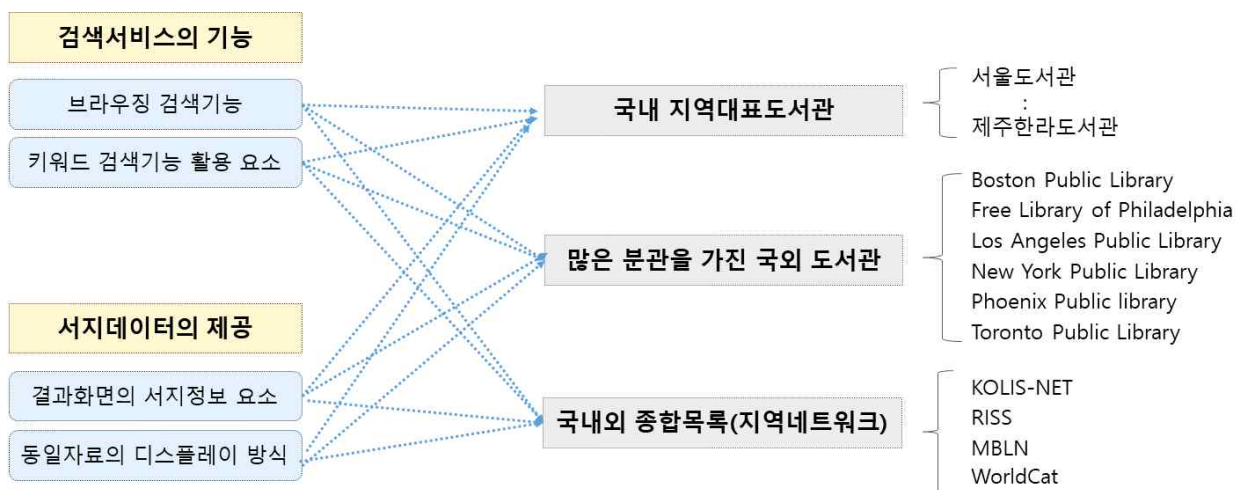 검색서비스의 기능
브라우징 검색기능
키워드 검색기능 활용 요소
서지데이터의 제공
결과화면의 서지정보 요소
동일자료의 디스플레이 방식
국내 지역대표도서관
많은 분관을 가진 국외 도서관
국내외 종합목록(지역네트워크)
서울도서관
:
제주한라도서관
Boston Public Library
Free Library of Philadelphia
Los Angeles Public Library
New York Public Library
Phoenix Public library
Toronto Public Library
KOLIS-NET
RISS
MBLN
WorldCat